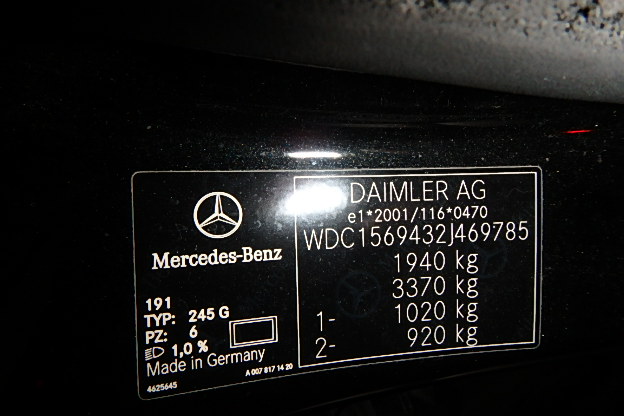 Mercedes-Benz
191
TYP: 245 G
PZ: 6
1,0 %
Made in Germany
4625645
A 007 817 14 20
DAIMLER AG
e1*2001/116*0470
WDC1569432J469785
1940 kg
3370 kg
1- 1020 kg
2- 920 kg